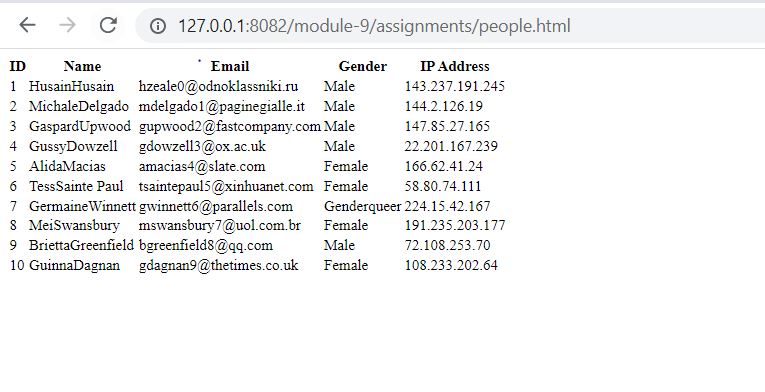 127.0.0.1:8082/module-9/assignments/people.html
ID Name Email Gender IP Address
1 HusainHusain hzeale0@odnoklassniki.ru Male 143.237.191.245
2 MichaleDelgado mdelgado1@paginegialle.it Male 144.2.126.19
3 GaspardUpwood gupwood2@fastcompany.com Male 147.85.27.165
4 GussyDowzell gdowzell3@ox.ac.uk Male 22.201.167.239
5 AlidaMacias amacias4@slate.com Female 166.62.41.24
6 TessSainte Paul tsaintepaul5@xinhuanet.com Female 58.80.74.111
7 GermaineWinnett gwinnett6@parallels.com Genderqueer 224.15.42.167
8 MeiSwansbury mswansbury7@uol.com.br Female 191.235.203.177
9 BriettaGreenfield bgreenfield8@qq.com Male 72.108.253.70
10 GuinnaDagnan gdagnan9@thetimes.co.uk Female 108.233.202.64